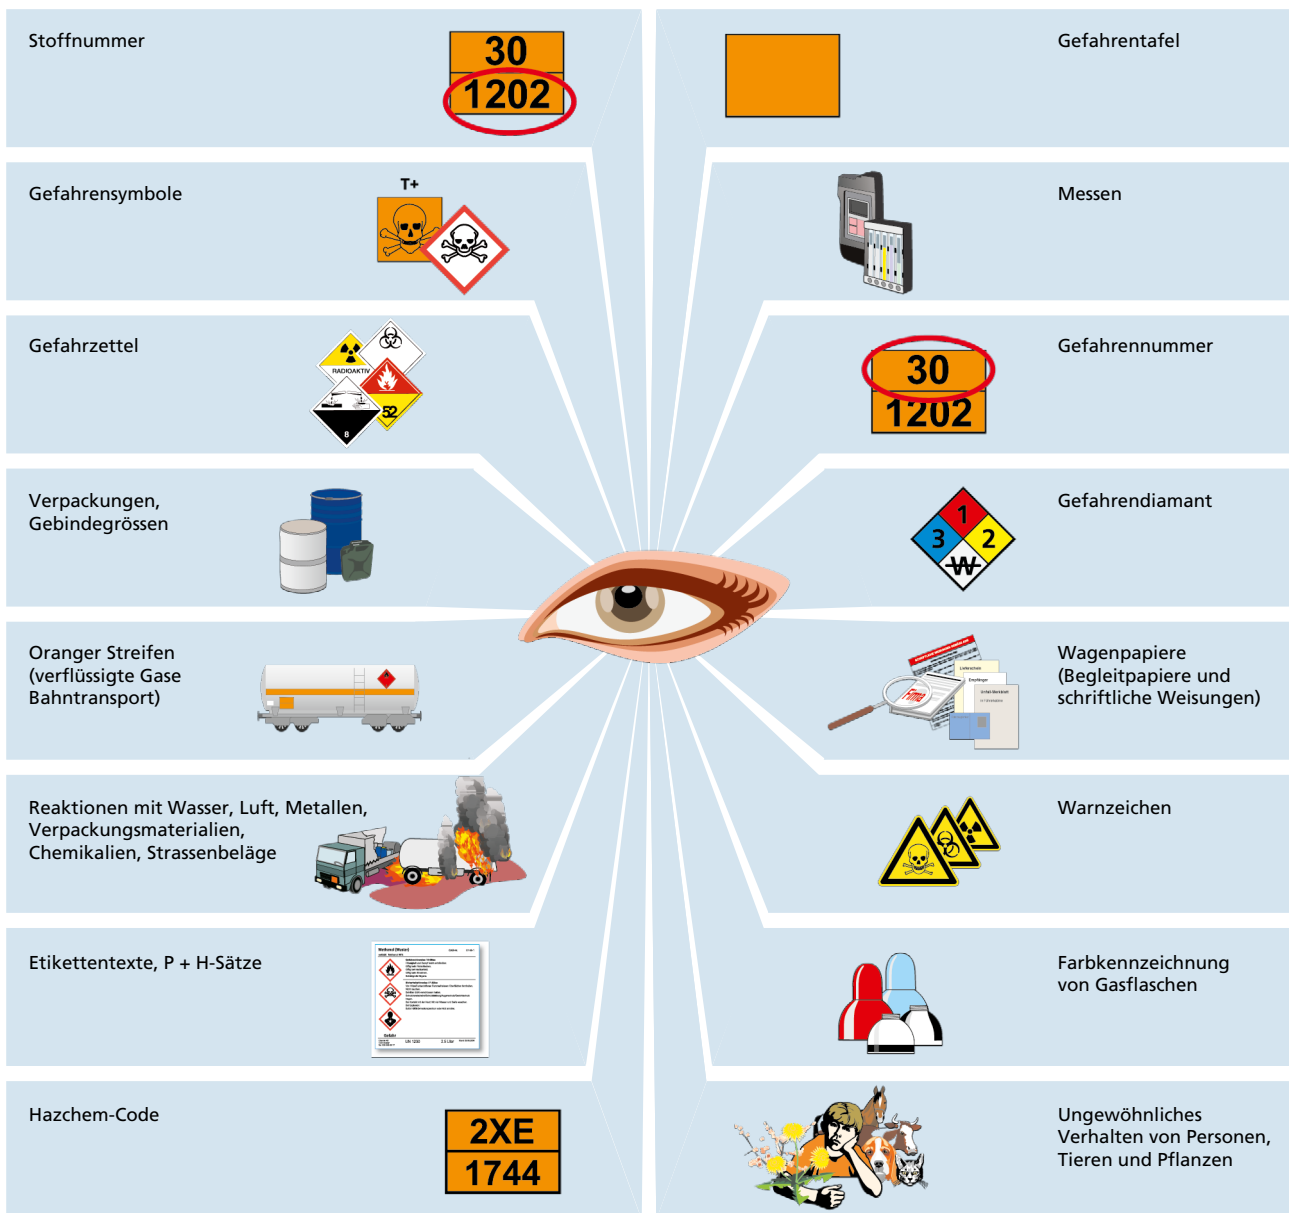 Stoffnummer
30
1202
Gefahrentafel
Gefahrensymbole
T+
Messen
Gefahrzettel
RADIOAKTIV
52
8
Gefahrennummer
30
1202
Verpackungen,
Gebindegrössen
Gefahrendiamant
1
3
2
W
Oranger Streifen
(verflüssigte Gase
Bahntransport)
Firma
Wagenpapiere
(Begleitpapiere und
schriftliche Weisungen)
Reaktionen mit Wasser, Luft, Metallen,
Verpackungsmaterialien,
Chemikalien, Strassenbeläge
Warnzeichen
Etikettentexte, P + H-Sätze
Gefahr
Farbkennzeichnung
von Gasflaschen
Hazchem-Code
2XE
1744
Ungewöhnliches
Verhalten von Personen,
Tieren und Pflanzen